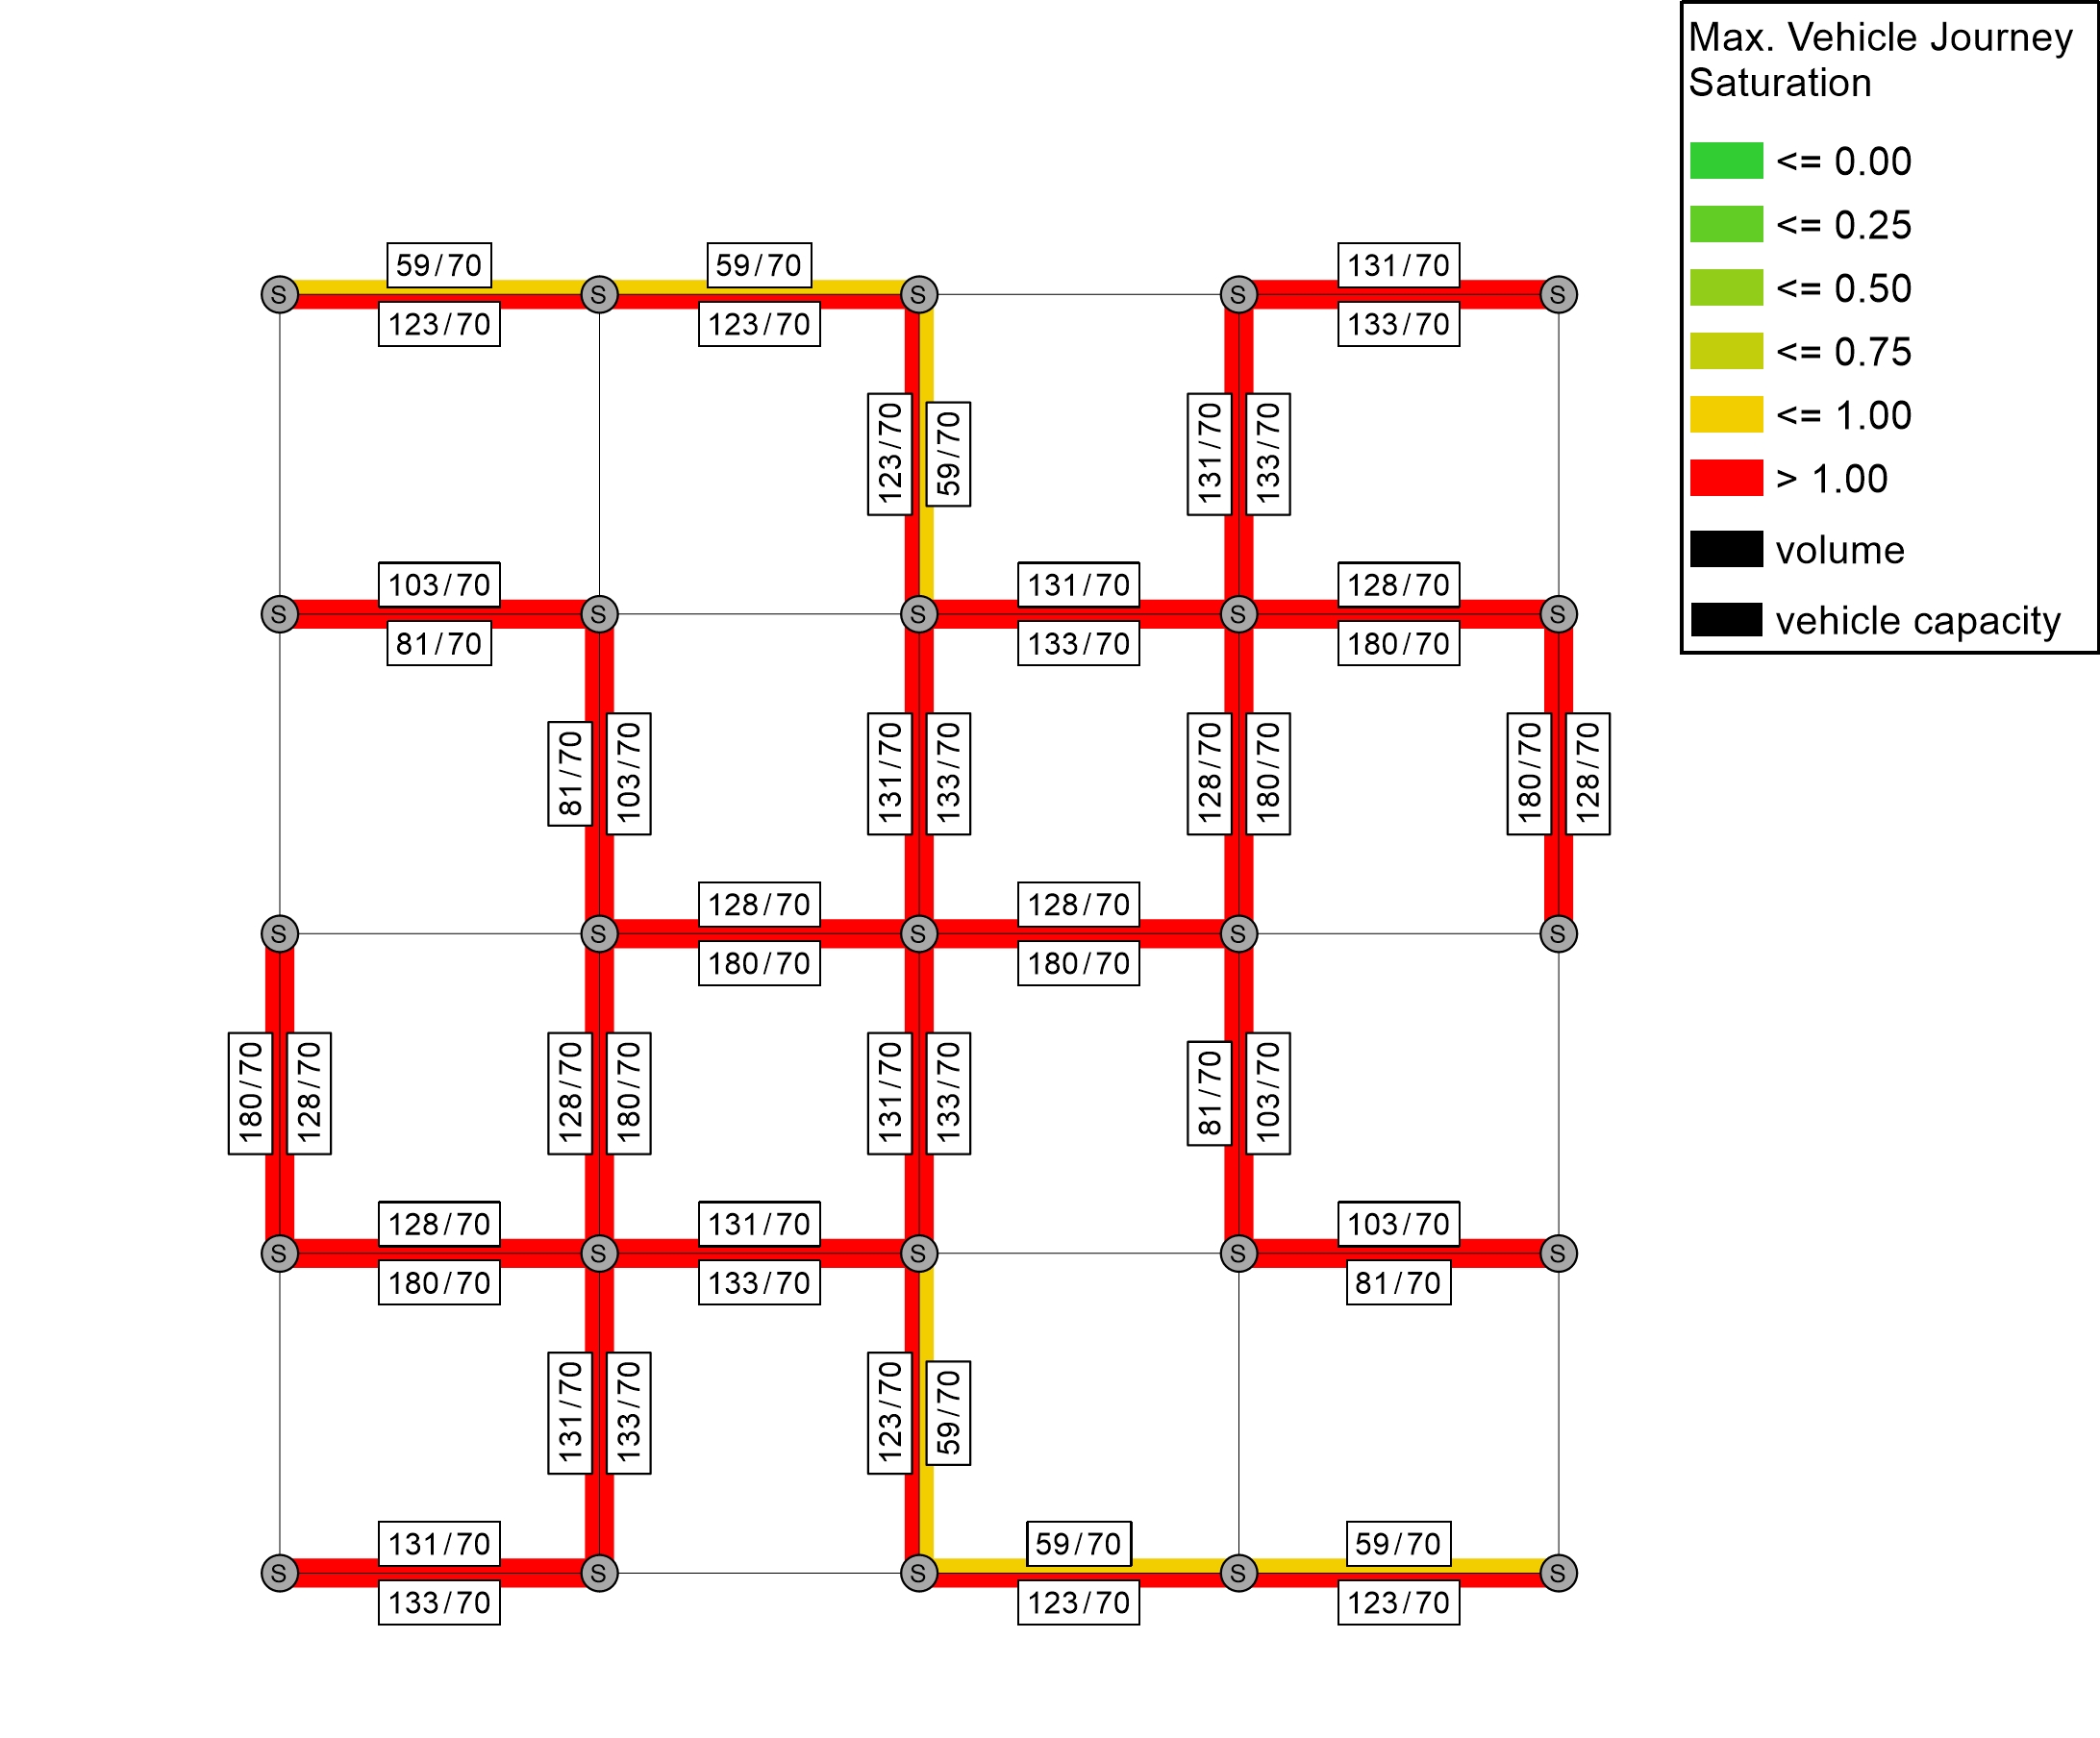 Max. Vehicle Journey
Saturation
<= 0.00
<= 0.25
<= 0.50
<= 0.75
<= 1.00
> 1.00
volume
vehicle capacity
59/70 59/70 131/70
S S S S S
123/70 123/70 133/70
123/70 59/70 131/70 133/70
103/70 131/70 128/70
S S S S S
81/70 133/70 180/70
81/70 103/70 131/70 133/70 128/70 180/70 180/70 128/70
128/70 128/70
S S S S S
180/70 180/70
180/70 128/70 128/70 180/70 131/70 133/70 81/70 103/70
128/70 131/70 103/70
S S S S S
180/70 133/70 81/70
131/70 133/70 123/70 59/70
131/70 59/70 59/70
S S S S S
133/70 123/70 123/70